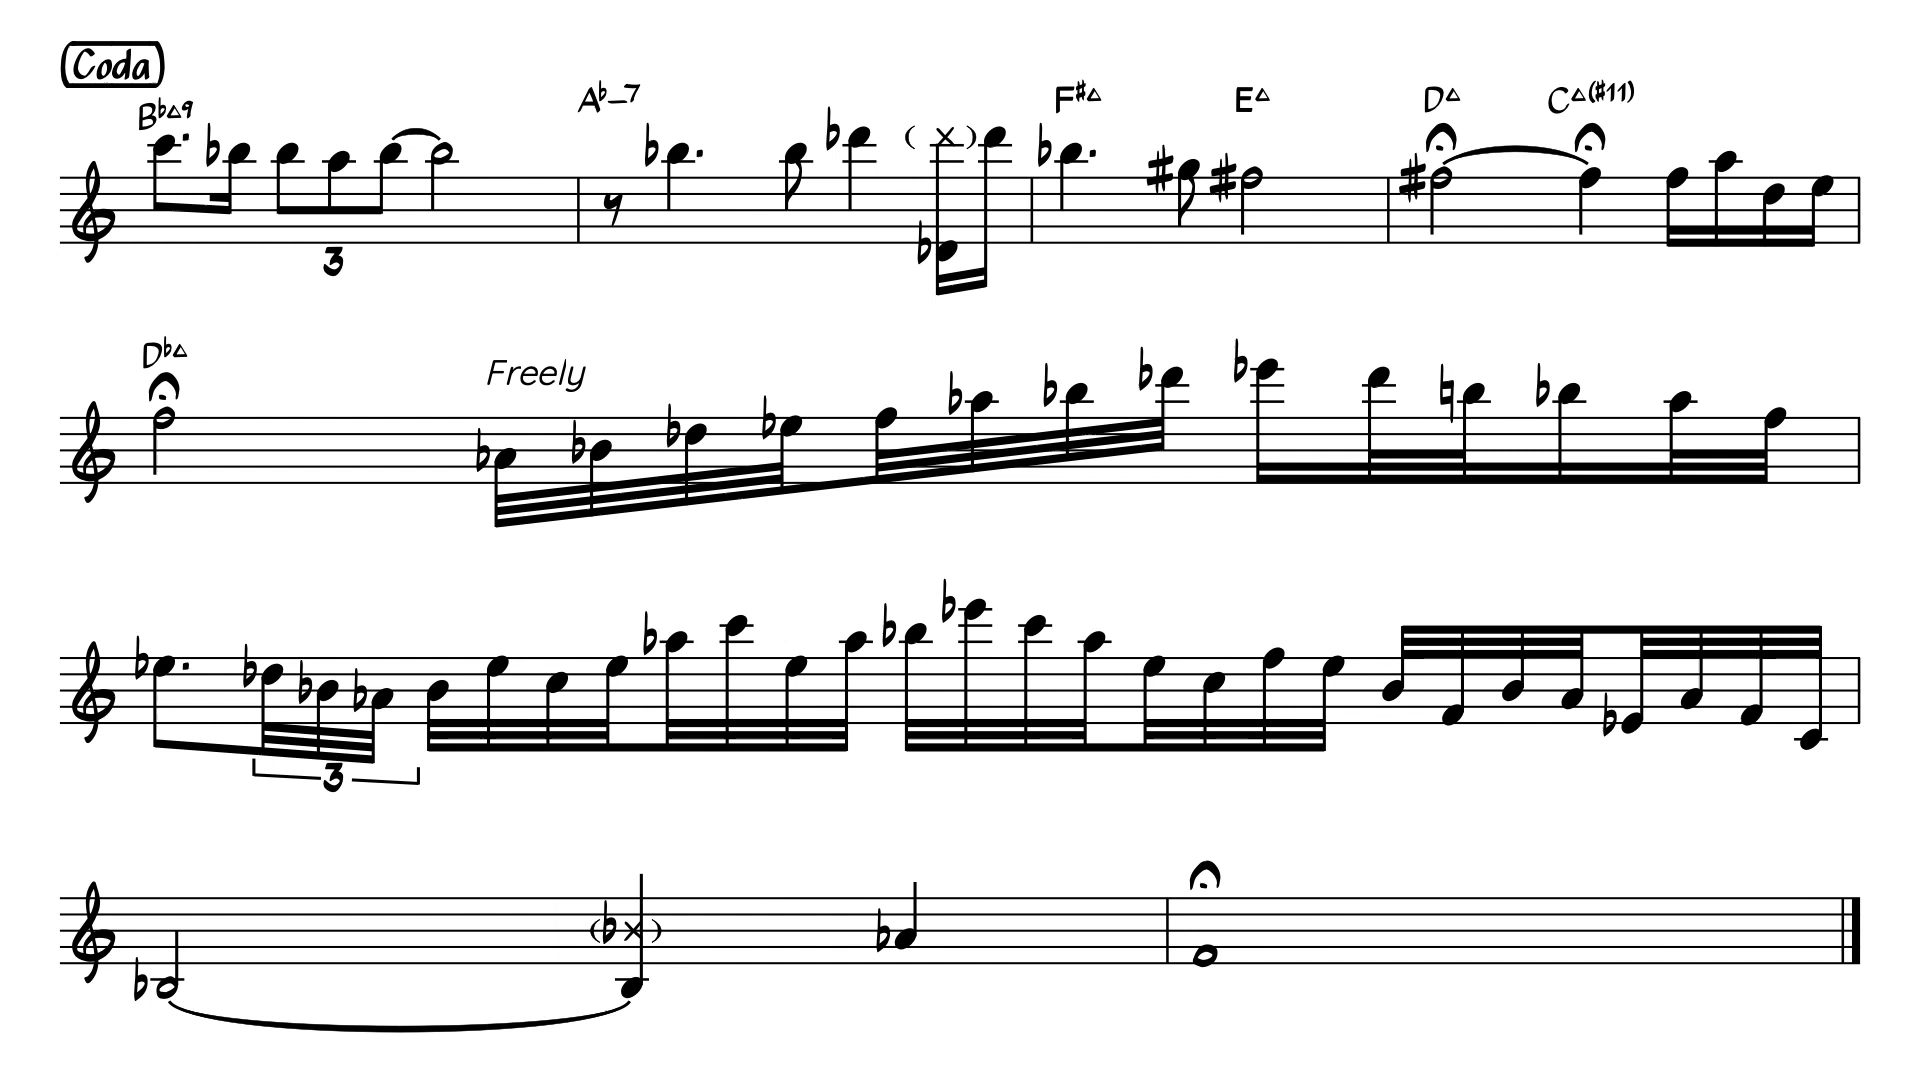 Coda
B♭△9 A♭–7 F♯△ E△ D△ C△(♯11)
3
D♭△
Freely
3